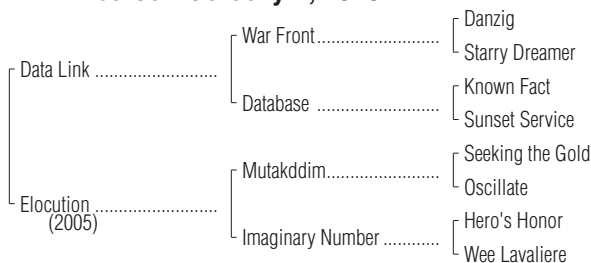 Danzig
War Front........................
Starry Dreamer
Data Link ........................
Known Fact
Database ........................
Sunset Service
Seeking the Gold
Mutakddim......................
Oscillate
Elocution ........................
(2005)
Hero's Honor
Imaginary Number ............
Wee Lavaliere